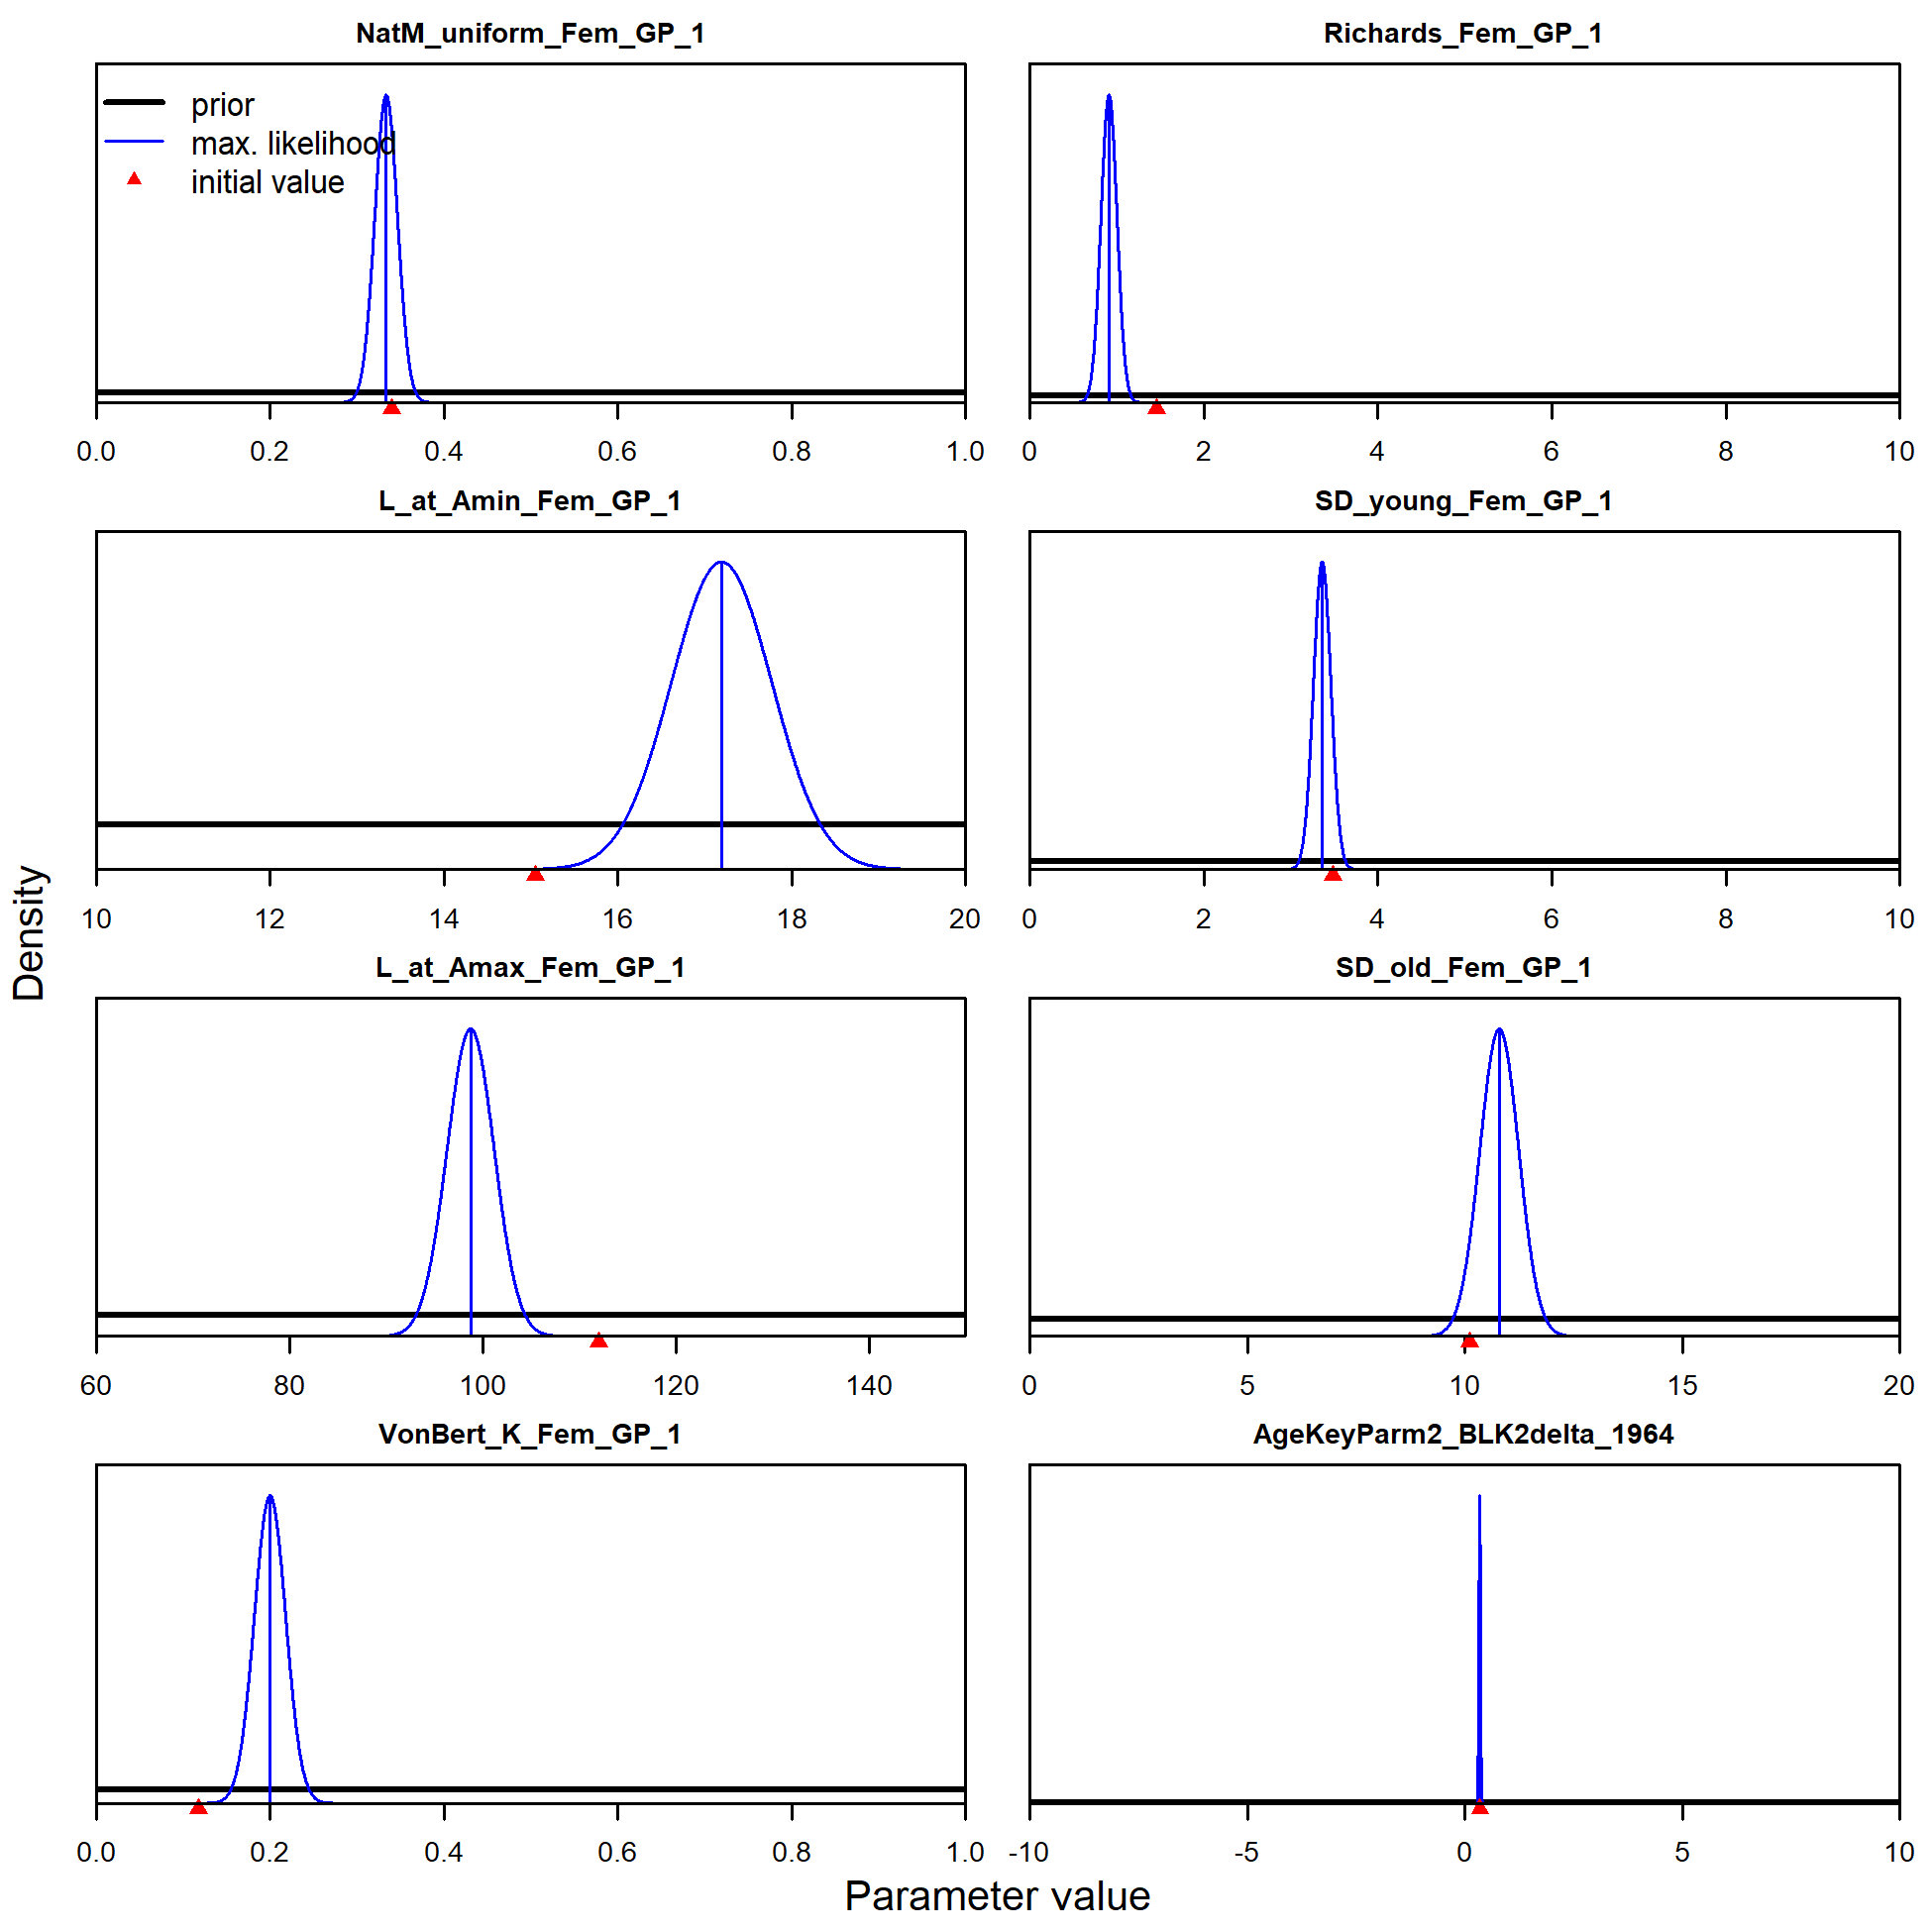 NatM_uniform_Fem_GP_1
prior
max. likelihood
initial value
0.0 0.2 0.4 0.6 0.8 1.0
Richards_Fem_GP_1
0 2 4 6 8 10
L_at_Amin_Fem_GP_1
10 12 14 16 18 20
SD_young_Fem_GP_1
0 2 4 6 8 10
L_at_Amax_Fem_GP_1
60 80 100 120 140
SD_old_Fem_GP_1
0 5 10 15 20
VonBert_K_Fem_GP_1
0.0 0.2 0.4 0.6 0.8 1.0
AgeKeyParm2_BLK2delta_1964
-10 -5 0 5 10
Density
Parameter value